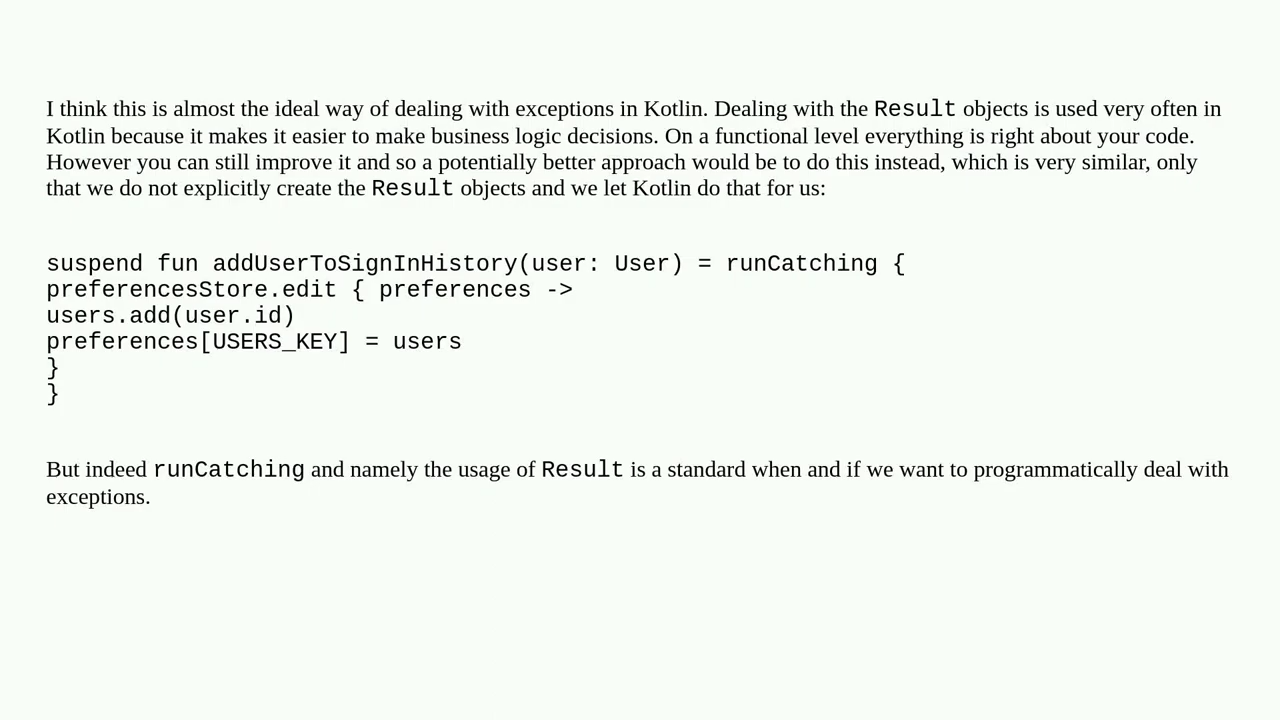 I think this is almost the ideal way of dealing with exceptions in Kotlin. Dealing with the Result objects is used very often in
Kotlin because it makes it easier to make business logic decisions. On a functional level everything is right about your code.
However you can still improve it and so a potentially better approach would be to do this instead, which is very similar, only
that we do not explicitly create the Result objects and we let Kotlin do that for us:
suspend fun addUserToSignInHistory(user: User) = runCatching {
preferencesStore.edit { preferences ->
users.add(user.id)
preferences[USERS_KEY] = users
}
}
But indeed runCatching and namely the usage of Result is a standard when and if we want to programmatically deal with
exceptions.